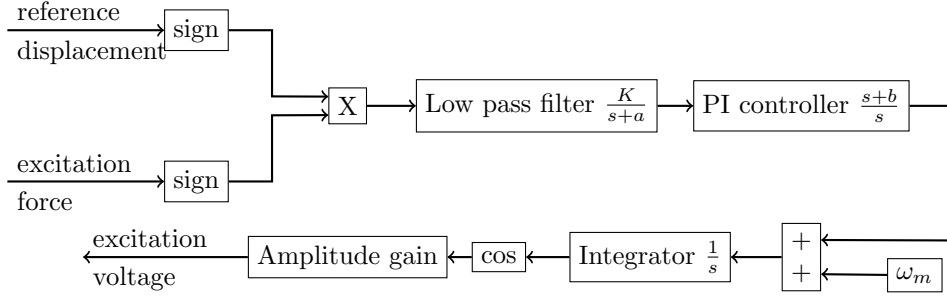 reference
displacement
sign
X
Low pass filter K/(s+a)
PI controller (s+b)/s
excitation
force
sign
excitation
voltage
Amplitude gain
cos
Integrator 1/s
+
+
ω_m